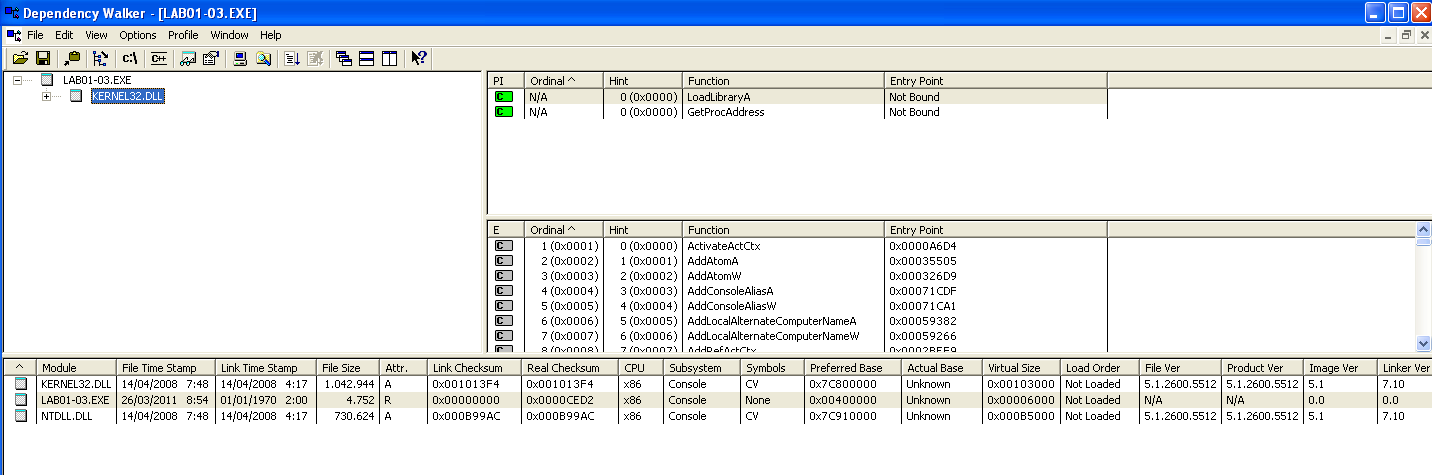 Dependency Walker - [LAB01-03.EXE]
File Edit View Options Profile Window Help
c:\ C++
LAB01-03.EXE
KERNEL32.DLL
PI Ordinal ^ Hint Function Entry Point
C N/A 0 (0x0000) LoadLibraryA Not Bound
C N/A 0 (0x0000) GetProcAddress Not Bound
E Ordinal ^ Hint Function Entry Point
C 1 (0x0001) 0 (0x0000) ActivateActCtx 0x0000A6D4
C 2 (0x0002) 1 (0x0001) AddAtomA 0x00035505
C 3 (0x0003) 2 (0x0002) AddAtomW 0x000326D9
C 4 (0x0004) 3 (0x0003) AddConsoleAliasA 0x00071CDF
C 5 (0x0005) 4 (0x0004) AddConsoleAliasW 0x00071CA1
C 6 (0x0006) 5 (0x0005) AddLocalAlternateComputerNameA 0x00059382
C 7 (0x0007) 6 (0x0006) AddLocalAlternateComputerNameW 0x00059266
C 8 (0x0008) 7 (0x0007) AddRefActCtx
^ Module File Time Stamp Link Time Stamp File Size Attr. Link Checksum Real Checksum CPU Subsystem Symbols Preferred Base Actual Base Virtual Size Load Order File Ver Product Ver Image Ver Linker Ver
KERNEL32.DLL 14/04/2008 7:48 14/04/2008 4:17 1.042.944 A 0x001013F4 0x001013F4 x86 Console CV 0x7C800000 Unknown 0x00103000 Not Loaded 5.1.2600.5512 5.1.2600.5512 5.1 7.10
LAB01-03.EXE 26/03/2011 8:54 01/01/1970 2:00 4.752 R 0x00000000 0x0000CED2 x86 Console None 0x00400000 Unknown 0x00006000 Not Loaded N/A N/A 0.0 0.0
NTDLL.DLL 14/04/2008 7:48 14/04/2008 4:17 730.624 A 0x000B99AC 0x000B99AC x86 Console CV 0x7C910000 Unknown 0x000B5000 Not Loaded 5.1.2600.5512 5.1.2600.5512 5.1 7.10